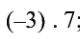 (–3) . 7;